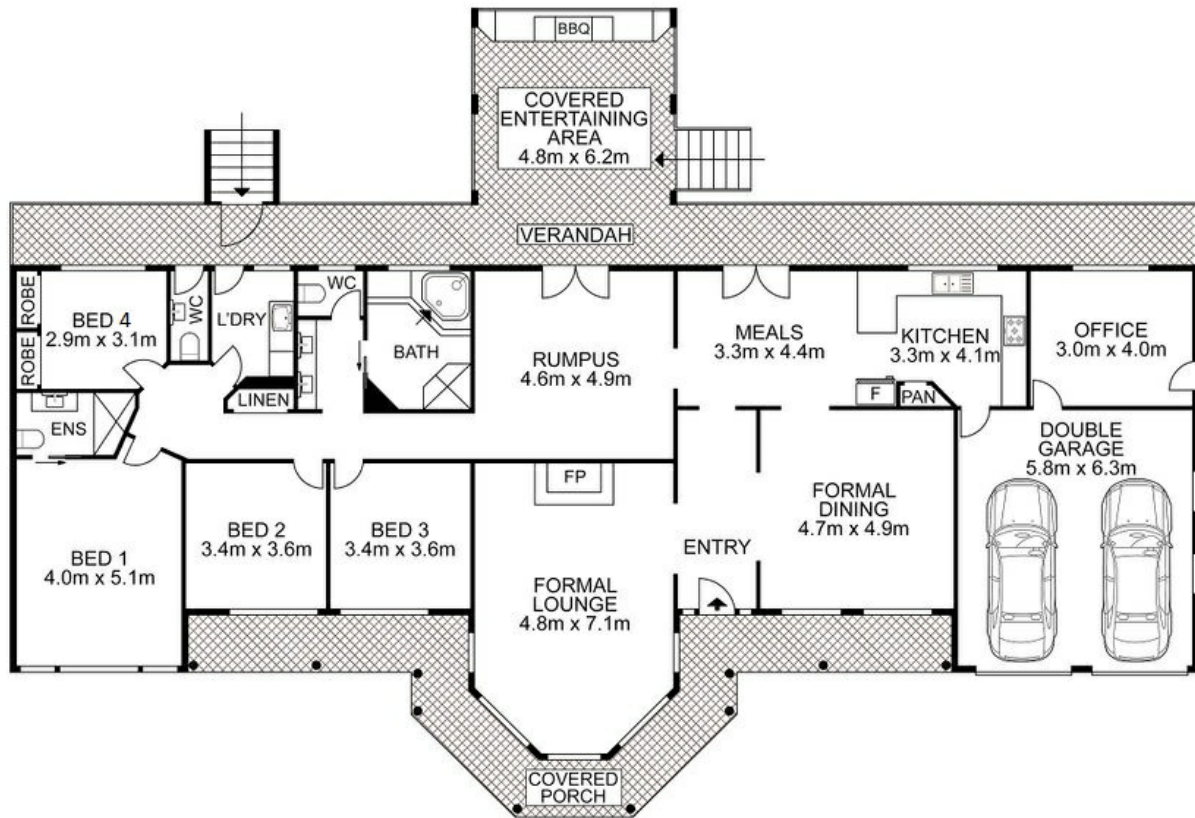 BBQ
COVERED
ENTERTAINING
AREA
4.8m x 6.2m
VERANDAH
ROBE
ROBE
BED 4
2.9m x 3.1m
WC
L'DRY
LINEN
WC
BATH
RUMPUS
4.6m x 4.9m
MEALS
3.3m x 4.4m
KITCHEN
3.3m x 4.1m
F
PAN
OFFICE
3.0m x 4.0m
ENS
BED 1
4.0m x 5.1m
BED 2
3.4m x 3.6m
BED 3
3.4m x 3.6m
FP
FORMAL
LOUNGE
4.8m x 7.1m
ENTRY
FORMAL
DINING
4.7m x 4.9m
DOUBLE
GARAGE
5.8m x 6.3m
COVERED
PORCH